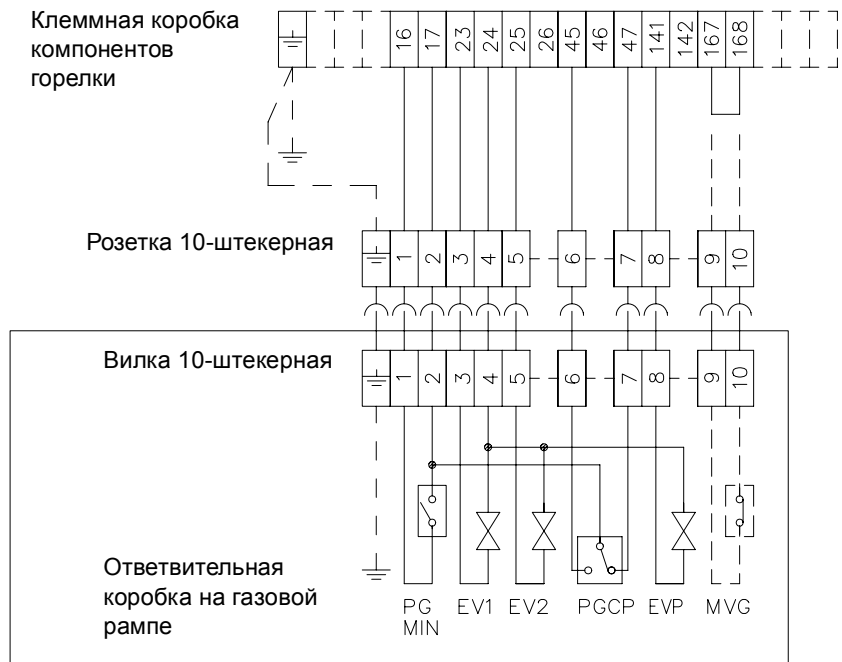 Клеммная коробка
компонентов
горелки
16 17 23 24 25 26 45 46 47 141 142 167 168
Розетка 10-штекерная
1 2 3 4 5 6 7 8 9 10
Вилка 10-штекерная
1 2 3 4 5 6 7 8 9 10
Ответвительная
коробка на газовой
рампе
PG EV1 EV2 PGCP EVP MVG
MIN